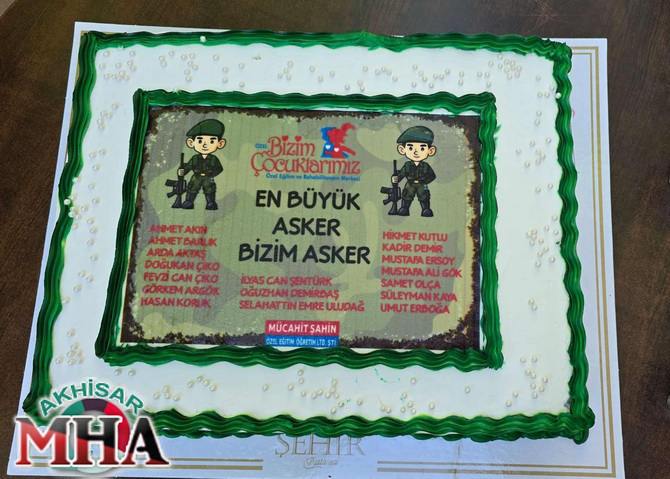 ÖZEL
Bizim
Çocuklarımız
Özel Eğitim ve Rehabilitasyon Merkezi
EN BÜYÜK
ASKER
BİZİM ASKER
AHMET AKIN
AHMET BARLIK
ARDA AKTAŞ
DOĞUKAN ÇİKO
FEVZİ CAN ÇİKO
GÖRKEM ARGÖK
HASAN KORUK
İLYAS CAN ŞENTÜRK
OĞUZHAN DEMİRBAŞ
SELAHATTİN EMRE ULUDAĞ
HİKMET KUTLU
KADİR DEMİR
MUSTAFA ERSOY
MUSTAFA ALİ GÖK
SAMET OLÇA
SÜLEYMAN KAYA
UMUT ERBOĞA
MÜCAHİT ŞAHİN
ÖZEL EĞİTİM ÖĞRETİM LTD. ŞTİ
ŞEHİR
AKHİSAR
MHA